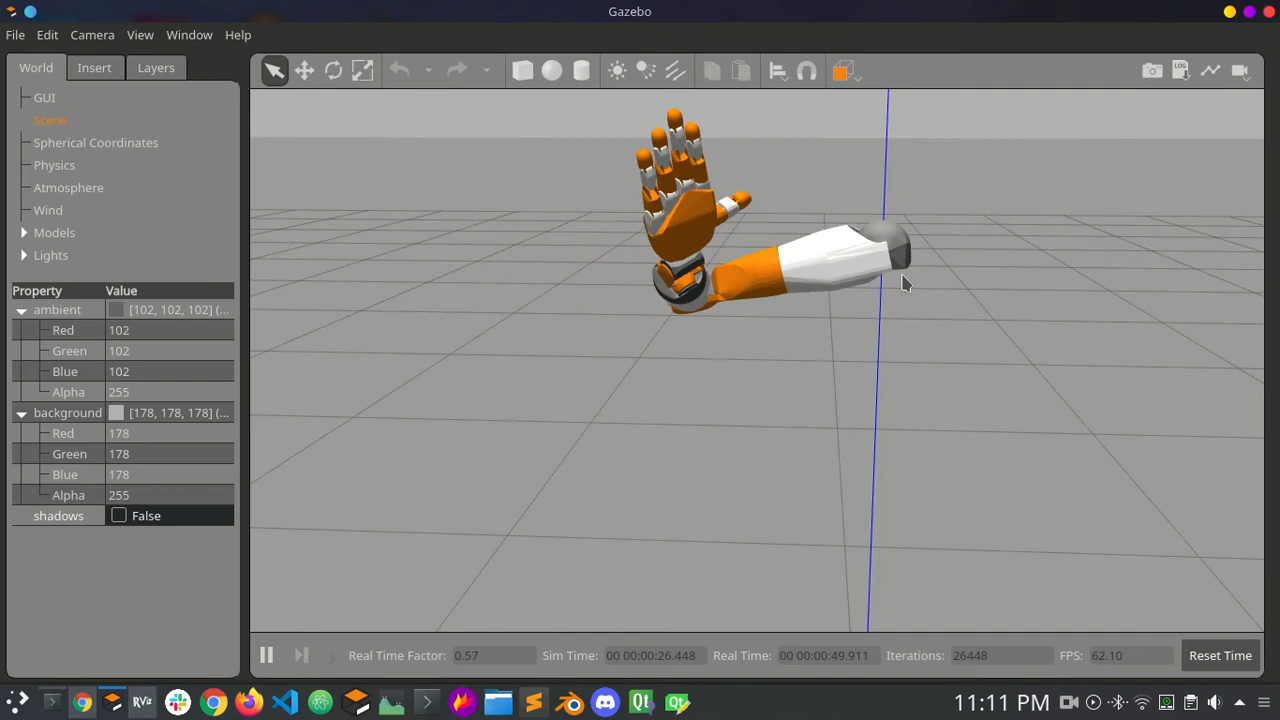 Gazebo
File Edit Camera View Window Help
World Insert Layers
GUI
Scene
Spherical Coordinates
Physics
Atmosphere
Wind
Models
Lights
Property Value
ambient [102, 102, 102] (...
Red 102
Green 102
Blue 102
Alpha 255
background [178, 178, 178] (...
Red 178
Green 178
Blue 178
Alpha 255
shadows False
LOG
Real Time Factor: 0.57 Sim Time: 00 00:00:26.448 Real Time: 00 00:00:49.911 Iterations: 26448 FPS: 62.10 Reset Time
RViz Qt Qt 11:11 PM